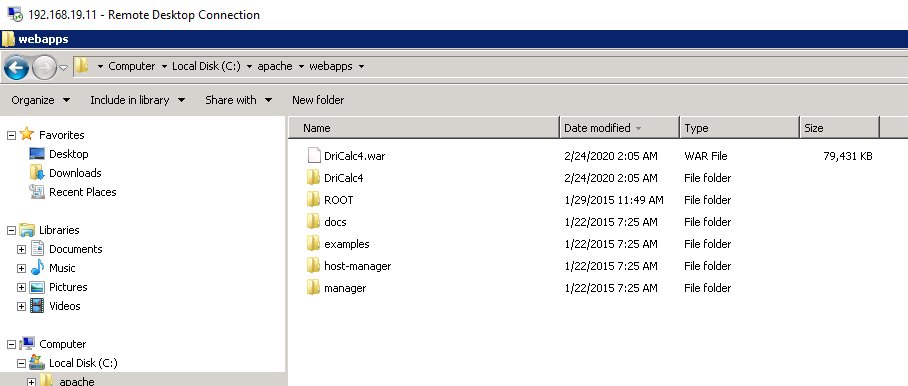 192.168.19.11 - Remote Desktop Connection
webapps
Computer Local Disk (C:) apache webapps
Organize Include in library Share with New folder
Name Date modified Type Size
Favorites
Desktop
Downloads
Recent Places
Libraries
Documents
Music
Pictures
Videos
Computer
Local Disk (C:)
apache
DriCalc4.war 2/24/2020 2:05 AM WAR File 79,431 KB
DriCalc4 2/24/2020 2:05 AM File folder
ROOT 1/29/2015 11:49 AM File folder
docs 1/22/2015 7:25 AM File folder
examples 1/22/2015 7:25 AM File folder
host-manager 1/22/2015 7:25 AM File folder
manager 1/22/2015 7:25 AM File folder